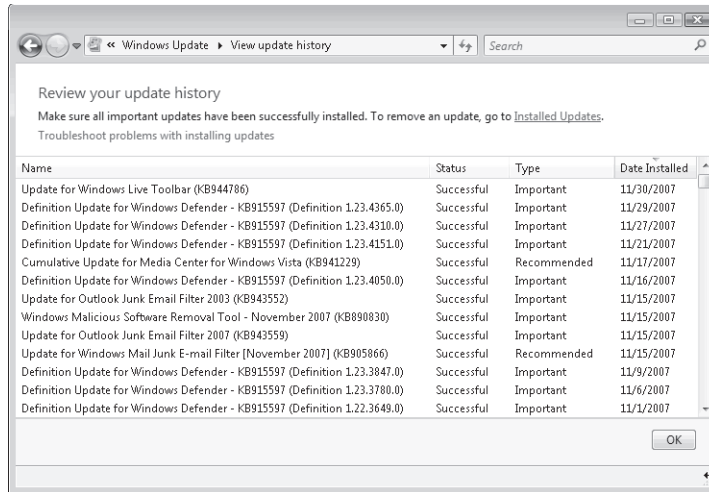 « Windows Update ▸ View update history Search
Review your update history
Make sure all important updates have been successfully installed. To remove an update, go to Installed Updates.
Troubleshoot problems with installing updates
Name Status Type Date Installed
Update for Windows Live Toolbar (KB944786) Successful Important 11/30/2007
Definition Update for Windows Defender - KB915597 (Definition 1.23.4365.0) Successful Important 11/29/2007
Definition Update for Windows Defender - KB915597 (Definition 1.23.4310.0) Successful Important 11/27/2007
Definition Update for Windows Defender - KB915597 (Definition 1.23.4151.0) Successful Important 11/21/2007
Cumulative Update for Media Center for Windows Vista (KB941229) Successful Recommended 11/17/2007
Definition Update for Windows Defender - KB915597 (Definition 1.23.4050.0) Successful Important 11/16/2007
Update for Outlook Junk Email Filter 2003 (KB943552) Successful Important 11/15/2007
Windows Malicious Software Removal Tool - November 2007 (KB890830) Successful Important 11/15/2007
Update for Outlook Junk Email Filter 2007 (KB943559) Successful Important 11/15/2007
Update for Windows Mail Junk E-mail Filter [November 2007] (KB905866) Successful Recommended 11/15/2007
Definition Update for Windows Defender - KB915597 (Definition 1.23.3847.0) Successful Important 11/9/2007
Definition Update for Windows Defender - KB915597 (Definition 1.23.3780.0) Successful Important 11/6/2007
Definition Update for Windows Defender - KB915597 (Definition 1.22.3649.0) Successful Important 11/1/2007
OK